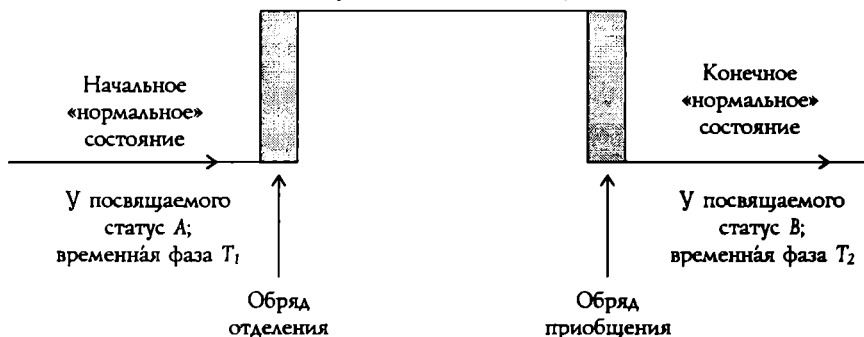 Начальное
«нормальное»
состояние
Конечное
«нормальное»
состояние
У посвящаемого
статус A;
временна́я фаза T₁
У посвящаемого
статус B;
временна́я фаза T₂
Обряд
отделения
Обряд
приобщения